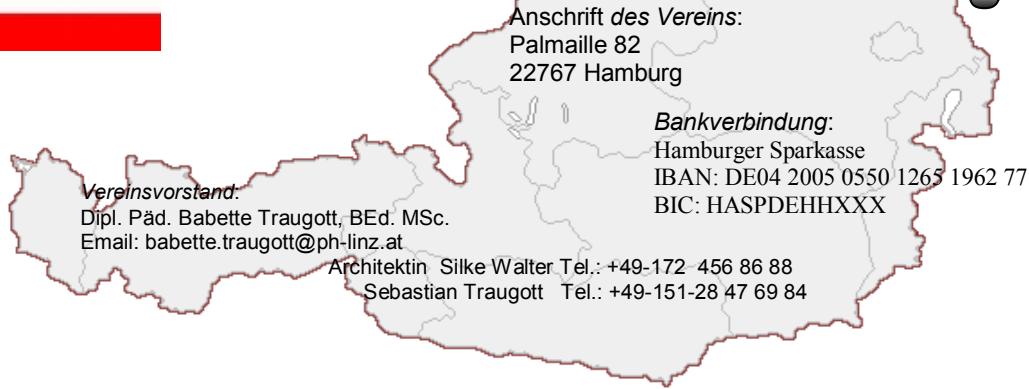 Anschrift des Vereins:
Palmaille 82
22767 Hamburg
Bankverbindung:
Hamburger Sparkasse
IBAN: DE04 2005 0550 1265 1962 77
BIC: HASPDEHHXXX
Vereinsvorstand:
Dipl. Päd. Babette Traugott, BEd. MSc.
Email: babette.traugott@ph-linz.at
Architektin Silke Walter Tel.: +49-172 456 86 88
Sebastian Traugott Tel.: +49-151-28 47 69 84